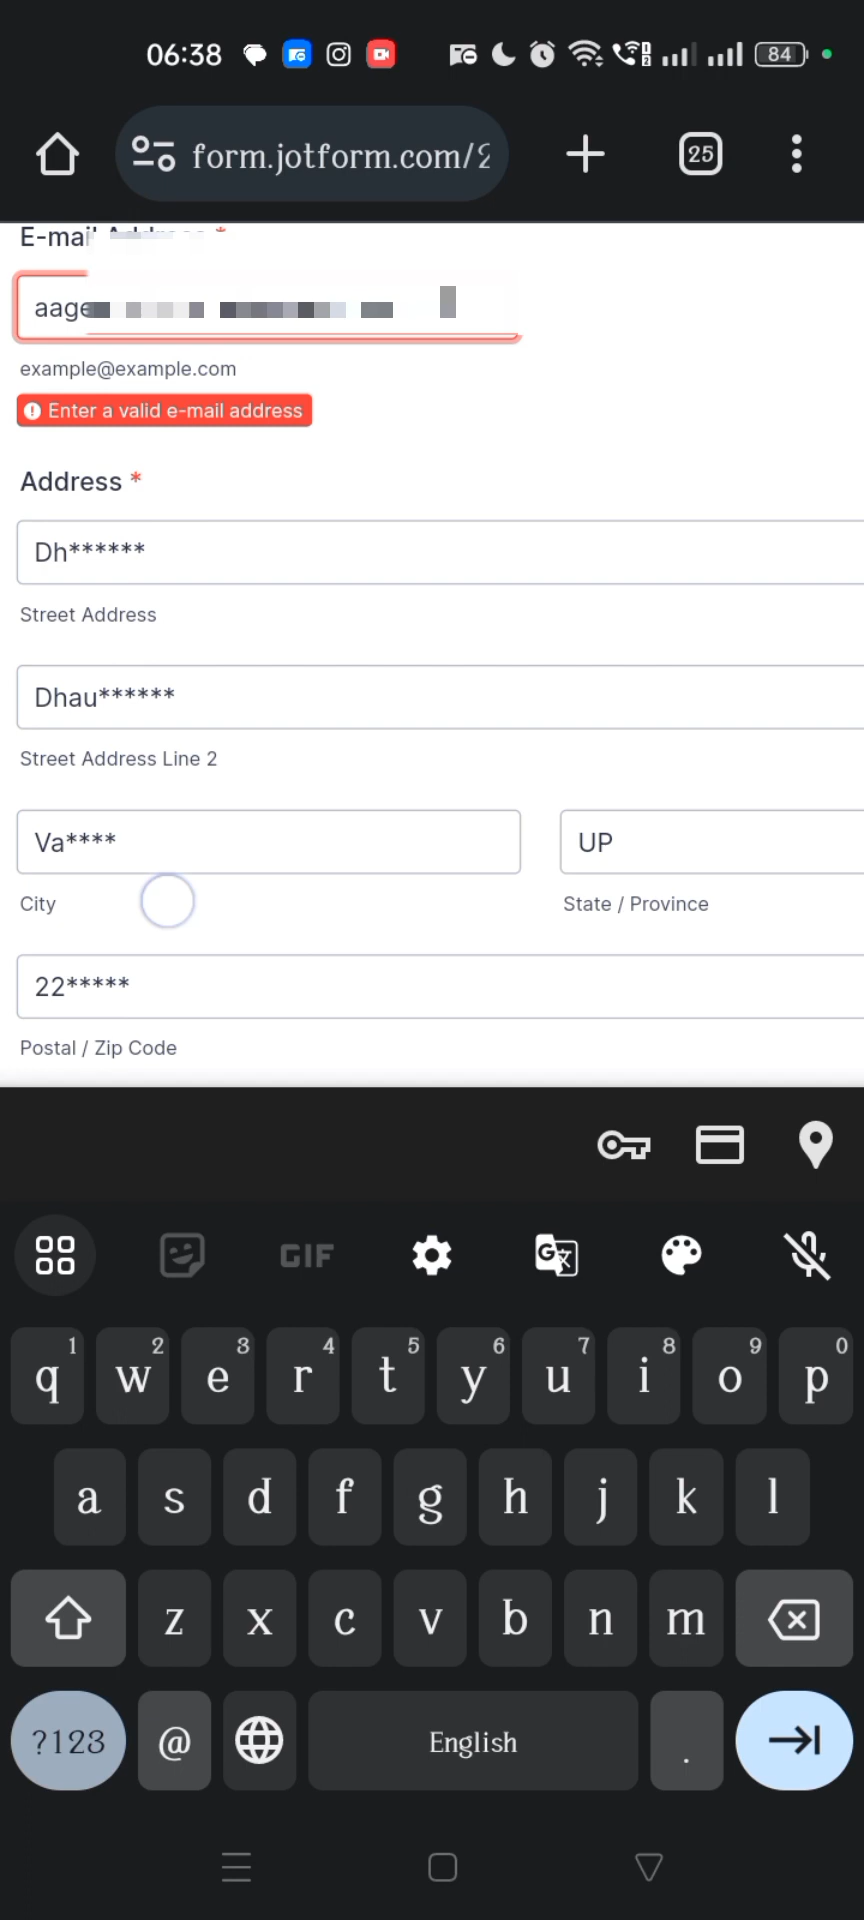 06:38
84
form.jotform.com/2
25
E-mail Address *
aage
example@example.com
Enter a valid e-mail address
Address *
Dh******
Street Address
Dhau******
Street Address Line 2
Va**** UP
City State / Province
22*****
Postal / Zip Code
GIF
1 2 3 4 5 6 7 8 9 0
q w e r t y u i o p
a s d f g h j k l
z x c v b n m
?123 @ English .